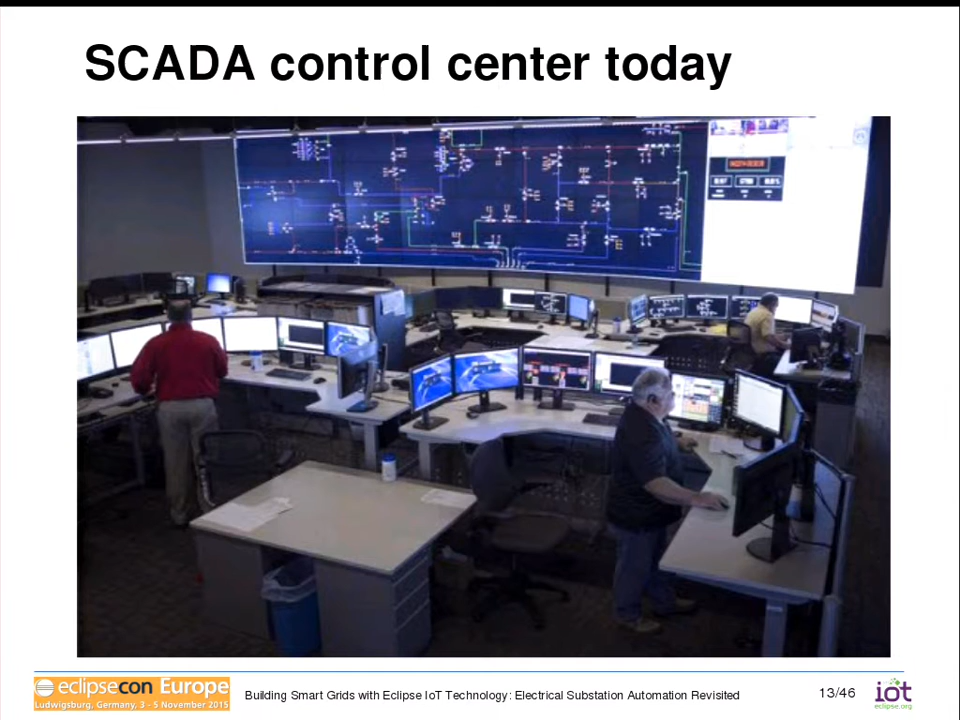 SCADA control center today
eclipsecon Europe
Ludwigsburg, Germany, 3 - 5 November 2015
Building Smart Grids with Eclipse IoT Technology: Electrical Substation Automation Revisited
13/46
iot
eclipse.org